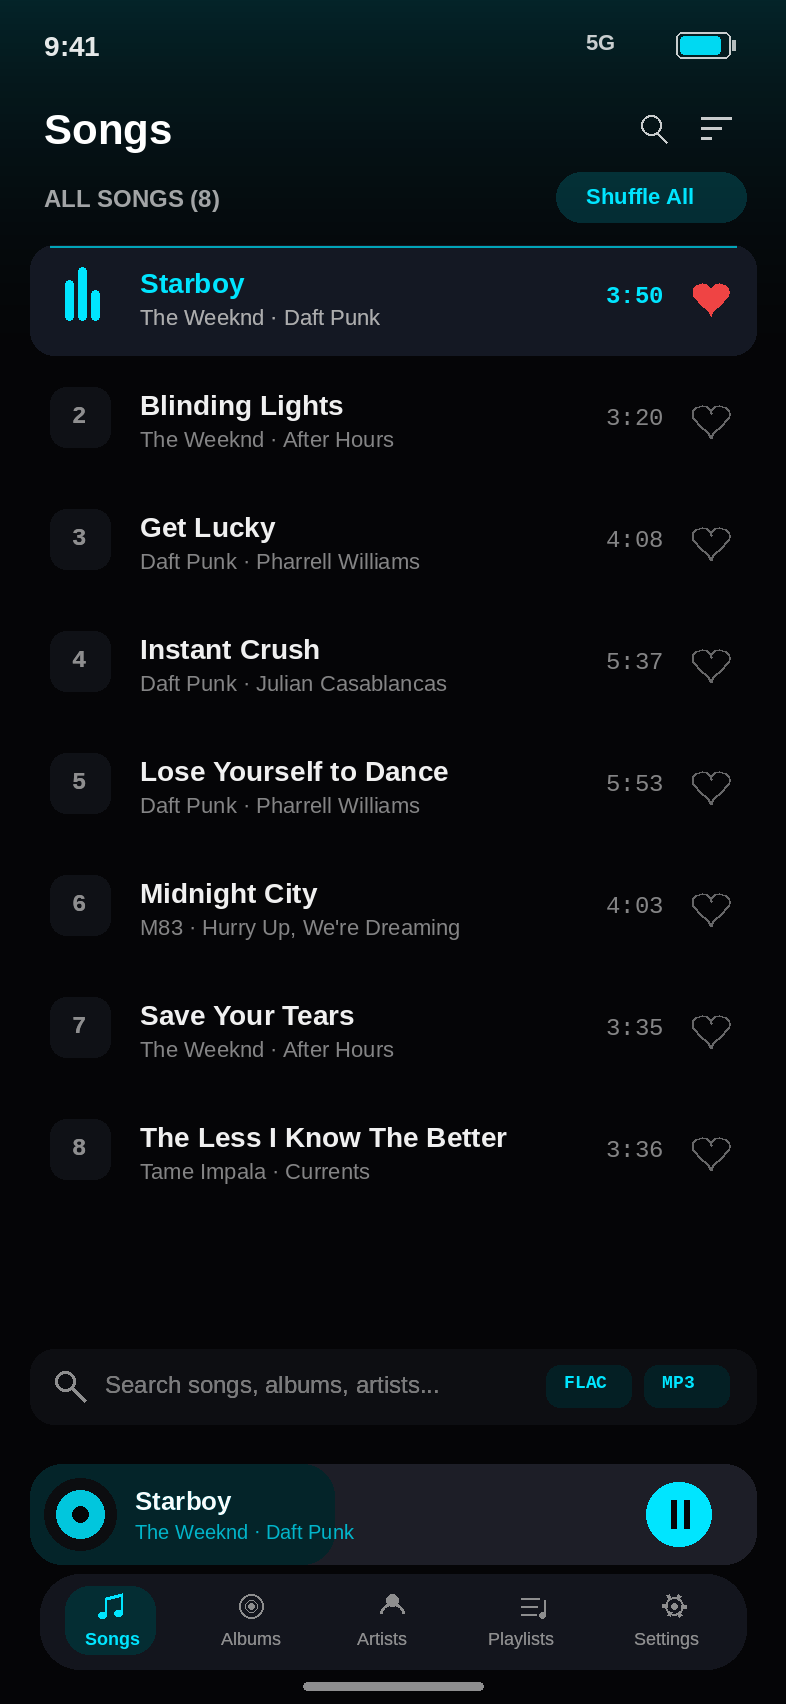 9:41
5G
Songs
ALL SONGS (8)
Shuffle All
Starboy
The Weeknd · Daft Punk
3:50
2
Blinding Lights
The Weeknd · After Hours
3:20
3
Get Lucky
Daft Punk · Pharrell Williams
4:08
4
Instant Crush
Daft Punk · Julian Casablancas
5:37
5
Lose Yourself to Dance
Daft Punk · Pharrell Williams
5:53
6
Midnight City
M83 · Hurry Up, We're Dreaming
4:03
7
Save Your Tears
The Weeknd · After Hours
3:35
8
The Less I Know The Better
Tame Impala · Currents
3:36
Search songs, albums, artists...
FLAC
MP3
Starboy
The Weeknd · Daft Punk
Songs
Albums
Artists
Playlists
Settings